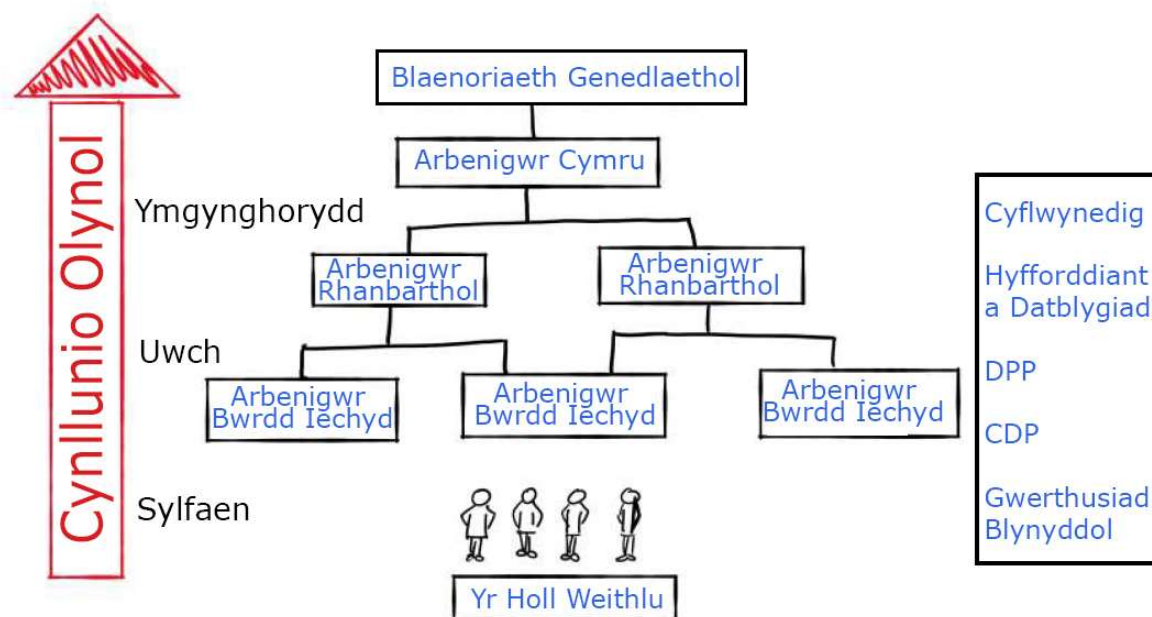 Cynllunio Olynol
Blaenoriaeth Genedlaethol
Arbenigwr Cymru
Ymgynghorydd
Arbenigwr
Rhanbarthol
Arbenigwr
Rhanbarthol
Uwch
Arbenigwr
Bwrdd Iechyd
Arbenigwr
Bwrdd Iechyd
Arbenigwr
Bwrdd Iechyd
Sylfaen
Yr Holl Weithlu
Cyflwynedig
Hyfforddiant
a Datblygiad
DPP
CDP
Gwerthusiad
Blynyddol